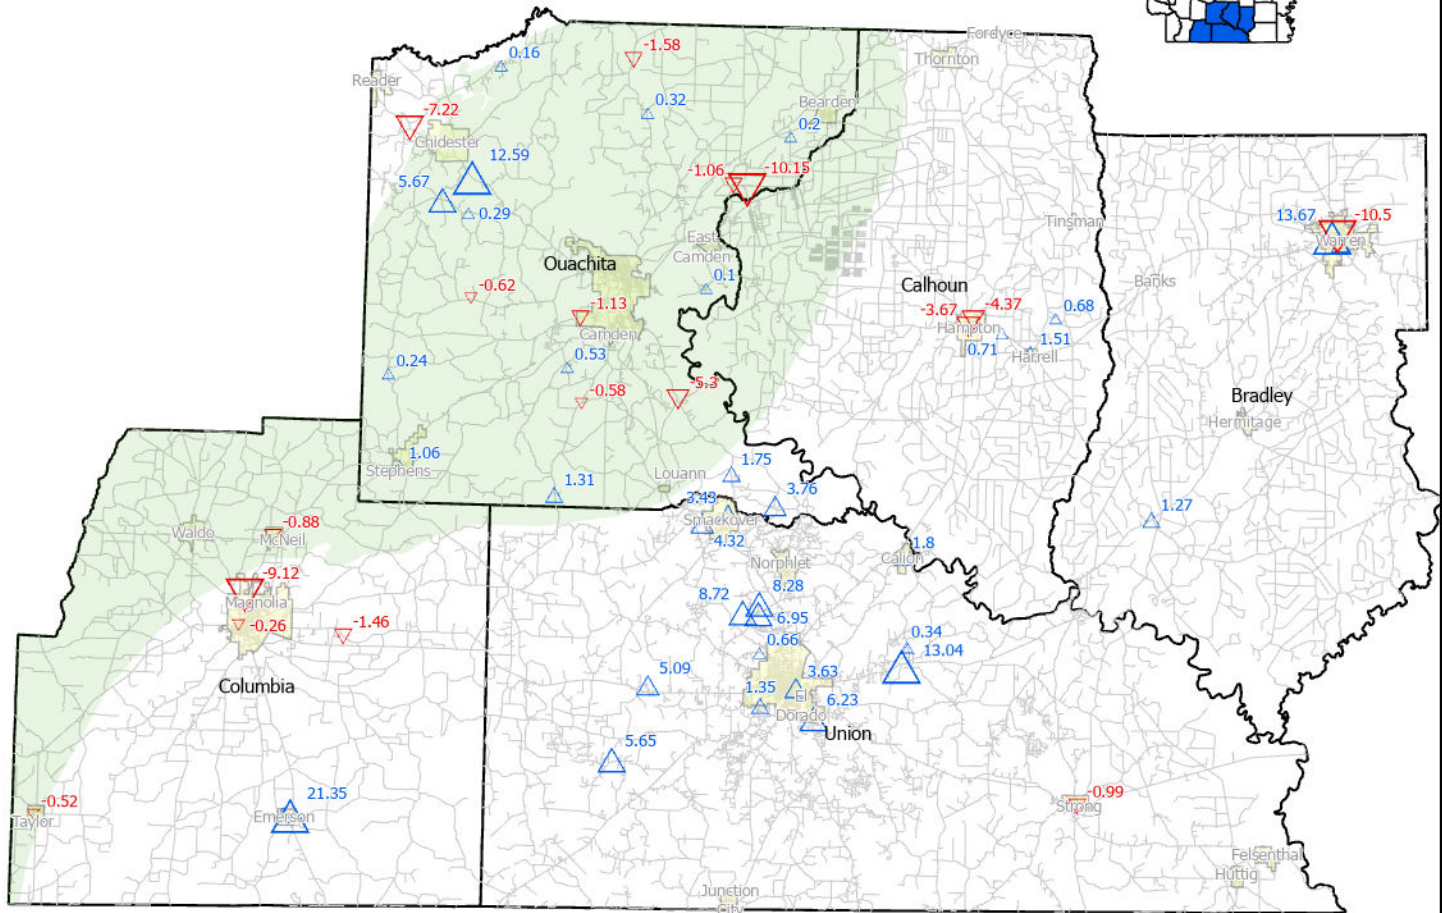 Fordyce
Thornton
0.16
-1.58
Reader
0.32
Bearden
-7.22
0.2
Chidester
12.59
-1.06
-10.15
5.67
0.29
13.67
-10.5
Tinsman
Warren
East
Camden
Ouachita
0.1
Calhoun
Banks
-0.62
-1.13
-3.67
-4.37
0.68
Camden
Hampton
0.71
1.51
Harrell
0.24
0.53
-0.58
-5.3
Bradley
Hermitage
1.06
Stephens
1.75
Louann
1.31
3.76
3.43
1.27
Smackover
-0.88
Waldo
McNeil
4.32
1.8
Calion
Norphlet
-9.12
8.28
8.72
Magnolia
6.95
-0.26
-1.46
0.66
0.34
13.04
5.09
3.63
Columbia
1.35
El
Dorado
6.23
Union
5.65
-0.52
Taylor
21.35
Emerson
-0.99
Strong
Felsenthal
Huttig
Junction
City